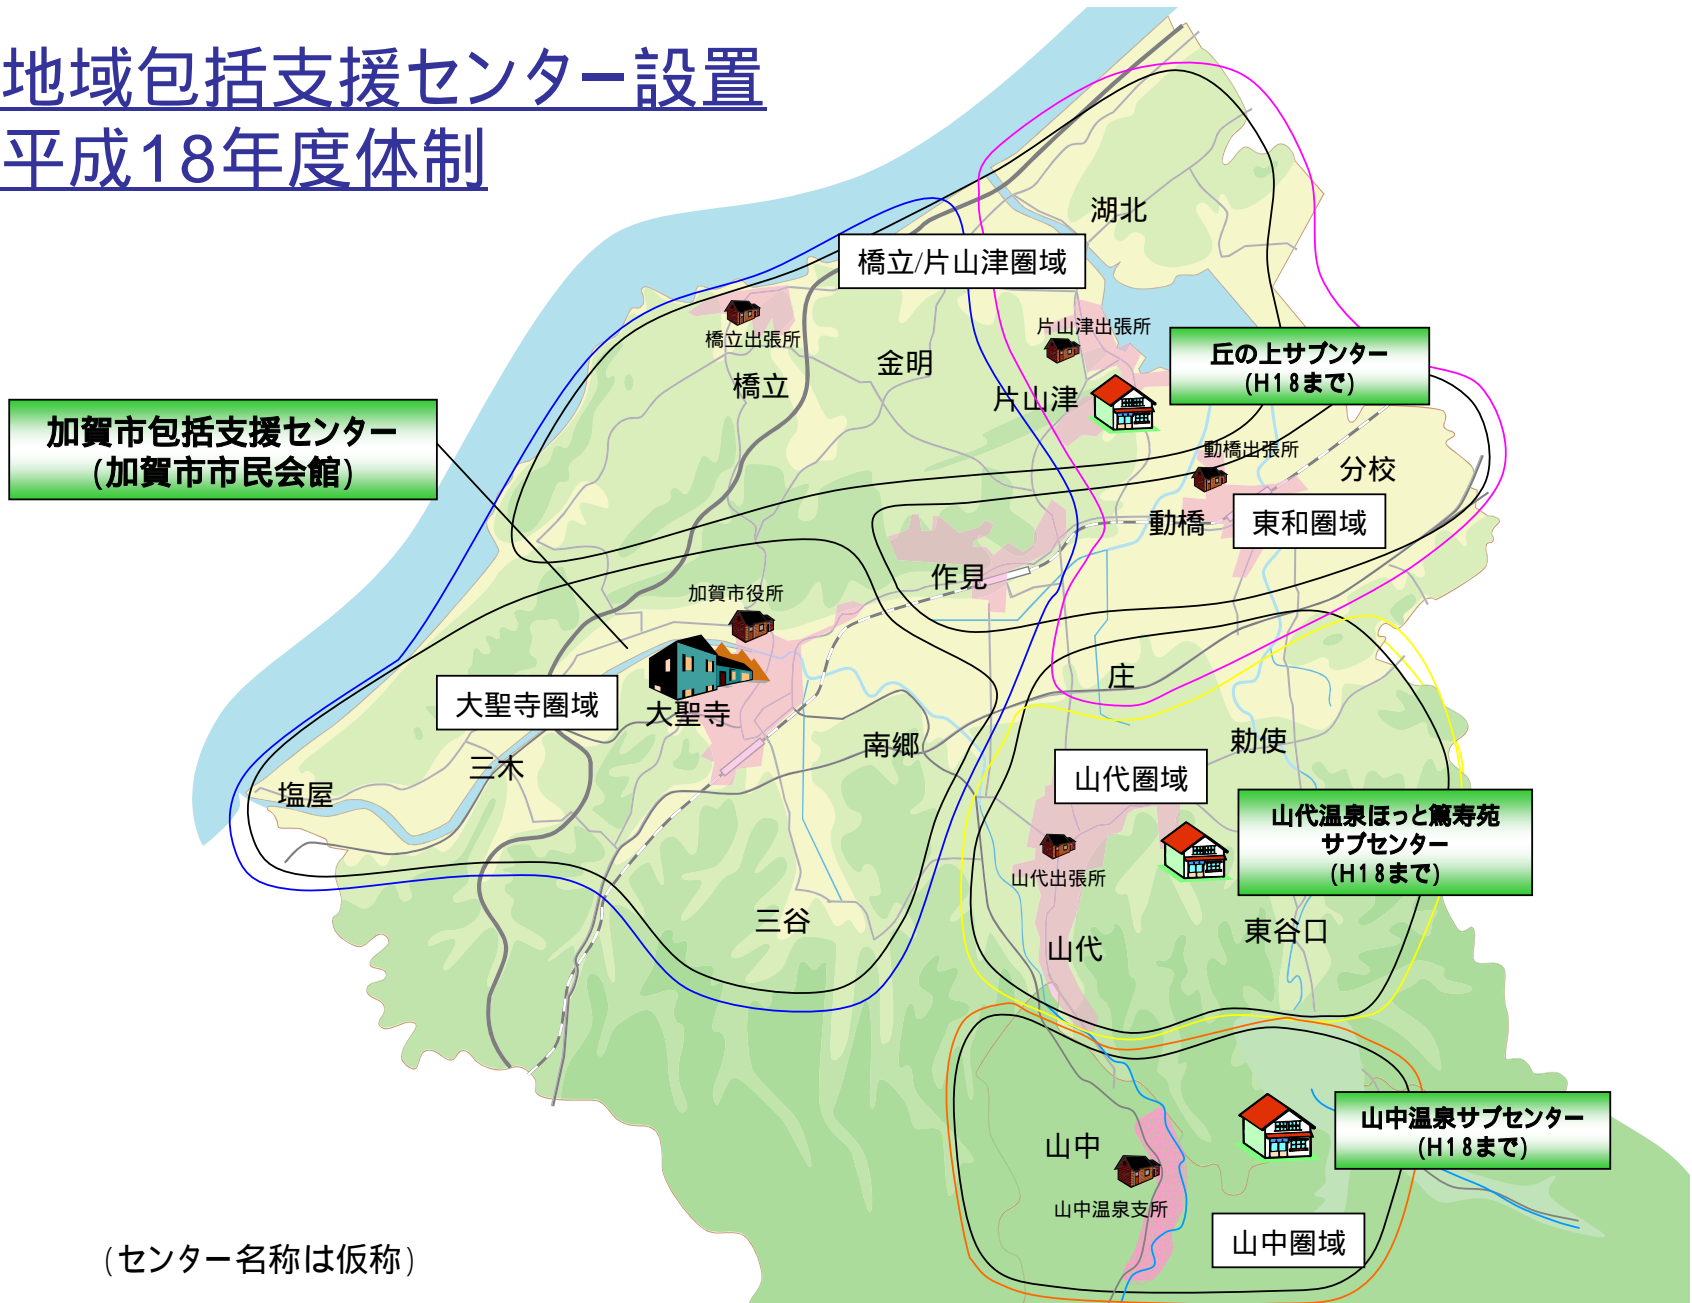 地域包括支援センター設置
平成18年度体制
湖北
橋立/片山津圏域
片山津出張所
橋立出張所
丘の上サブンター
(H18まで)
金明
橋立
片山津
加賀市包括支援センター
(加賀市市民会館)
動橋出張所
分校
動橋
東和圏域
作見
加賀市役所
庄
大聖寺圏域
大聖寺
南郷
勅使
三木
塩屋
山代圏域
山代温泉ほっと篤寿苑
サブセンター
(H18まで)
山代出張所
三谷
東谷口
山代
山中温泉サブセンター
(H18まで)
山中
山中温泉支所
山中圏域
(センター名称は仮称)